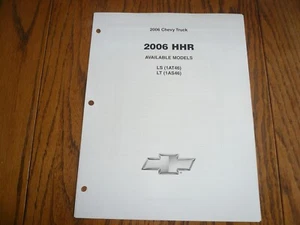 2006 Chevy Truck
2006 HHR
AVAILABLE MODELS
LS (1AT46)
LT (1AS46)